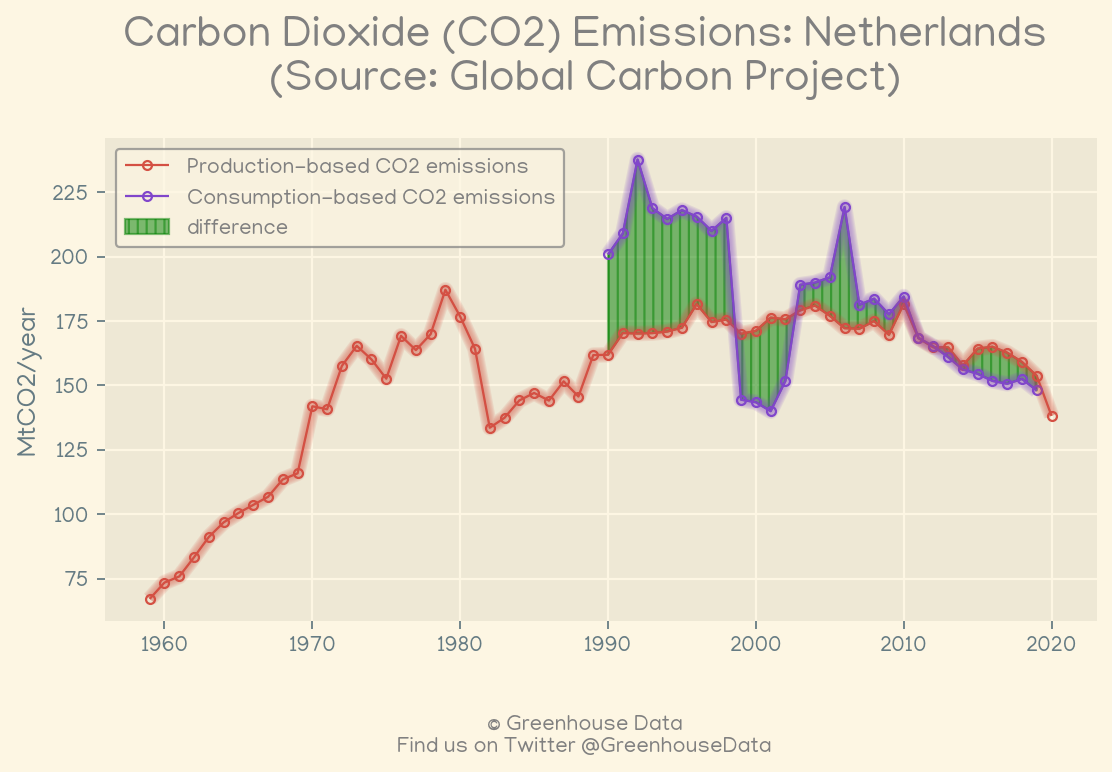 Carbon Dioxide (CO2) Emissions: Netherlands
(Source: Global Carbon Project)
Production-based CO2 emissions
Consumption-based CO2 emissions
difference
MtCO2/year
225
200
175
150
125
100
75
1960 1970 1980 1990 2000 2010 2020
© Greenhouse Data
Find us on Twitter @GreenhouseData